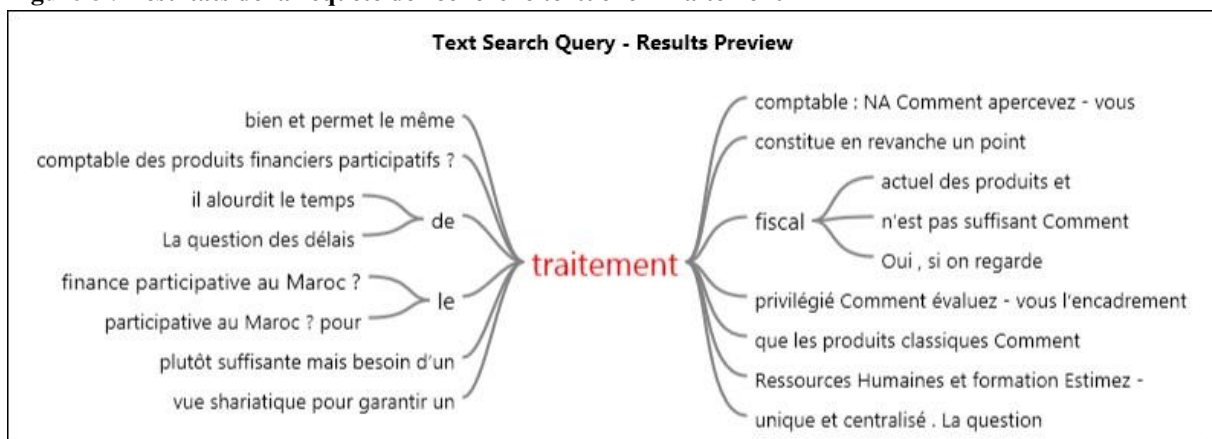 Text Search Query - Results Preview
bien et permet le même
comptable des produits financiers participatifs ?
il alourdit le temps
La question des délais
de
finance participative au Maroc ?
participative au Maroc ? pour
le
plutôt suffisante mais besoin d'un
vue shariatique pour garantir un
traitement
comptable : NA Comment apercevez - vous
constitue en revanche un point
fiscal
actuel des produits et
n'est pas suffisant Comment
Oui , si on regarde
privilégié Comment évaluez - vous l'encadrement
que les produits classiques Comment
Ressources Humaines et formation Estimez -
unique et centralisé . La question